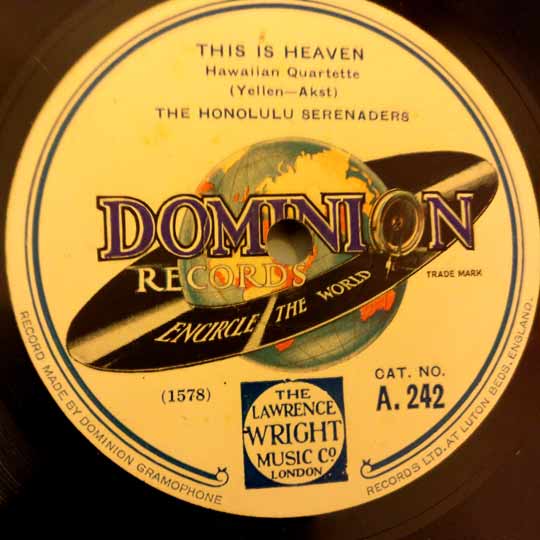 THIS IS HEAVEN
Hawaiian Quartette
(Yellen—Akst)
THE HONOLULU SERENADERS
DOMINION
RECORDS
TRADE MARK
ENCIRCLE THE WORLD
(1578)
THE
LAWRENCE
WRIGHT
MUSIC Co
LONDON
CAT. NO.
A. 242
RECORD MADE BY DOMINION GRAMOPHONE
RECORDS LTD. AT LUTON BEDS. ENGLAND.